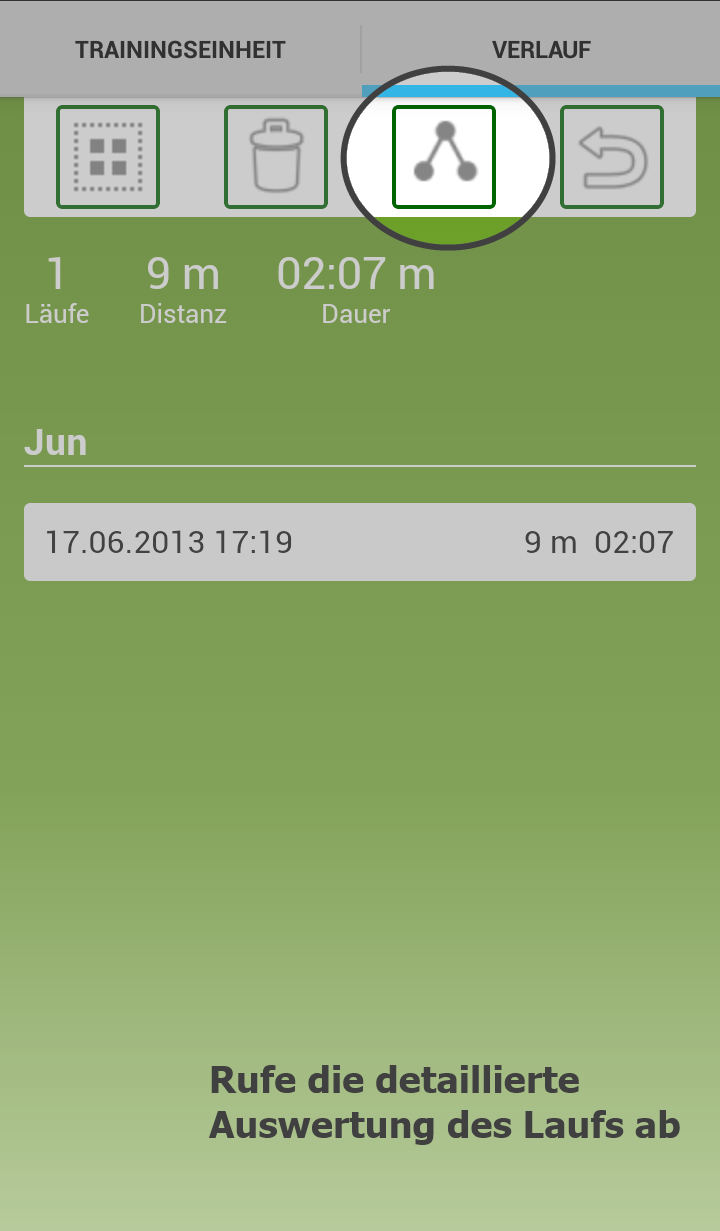 TRAININGSEINHEIT VERLAUF
1 9 m 02:07 m
Läufe Distanz Dauer
Jun
17.06.2013 17:19 9 m 02:07
Rufe die detaillierte
Auswertung des Laufs ab